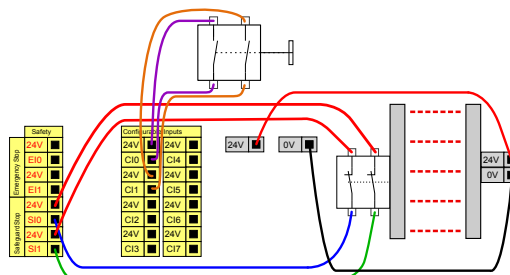 Safety
Emergency Stop
24V
EI0
24V
EI1
Safeguard Stop
24V
SI0
24V
SI1
Configurable Inputs
24V 24V
CI0 CI4
24V 24V
CI1 CI5
24V 24V
CI2 CI6
24V 24V
CI3 CI7
24V
0V
24V
0V